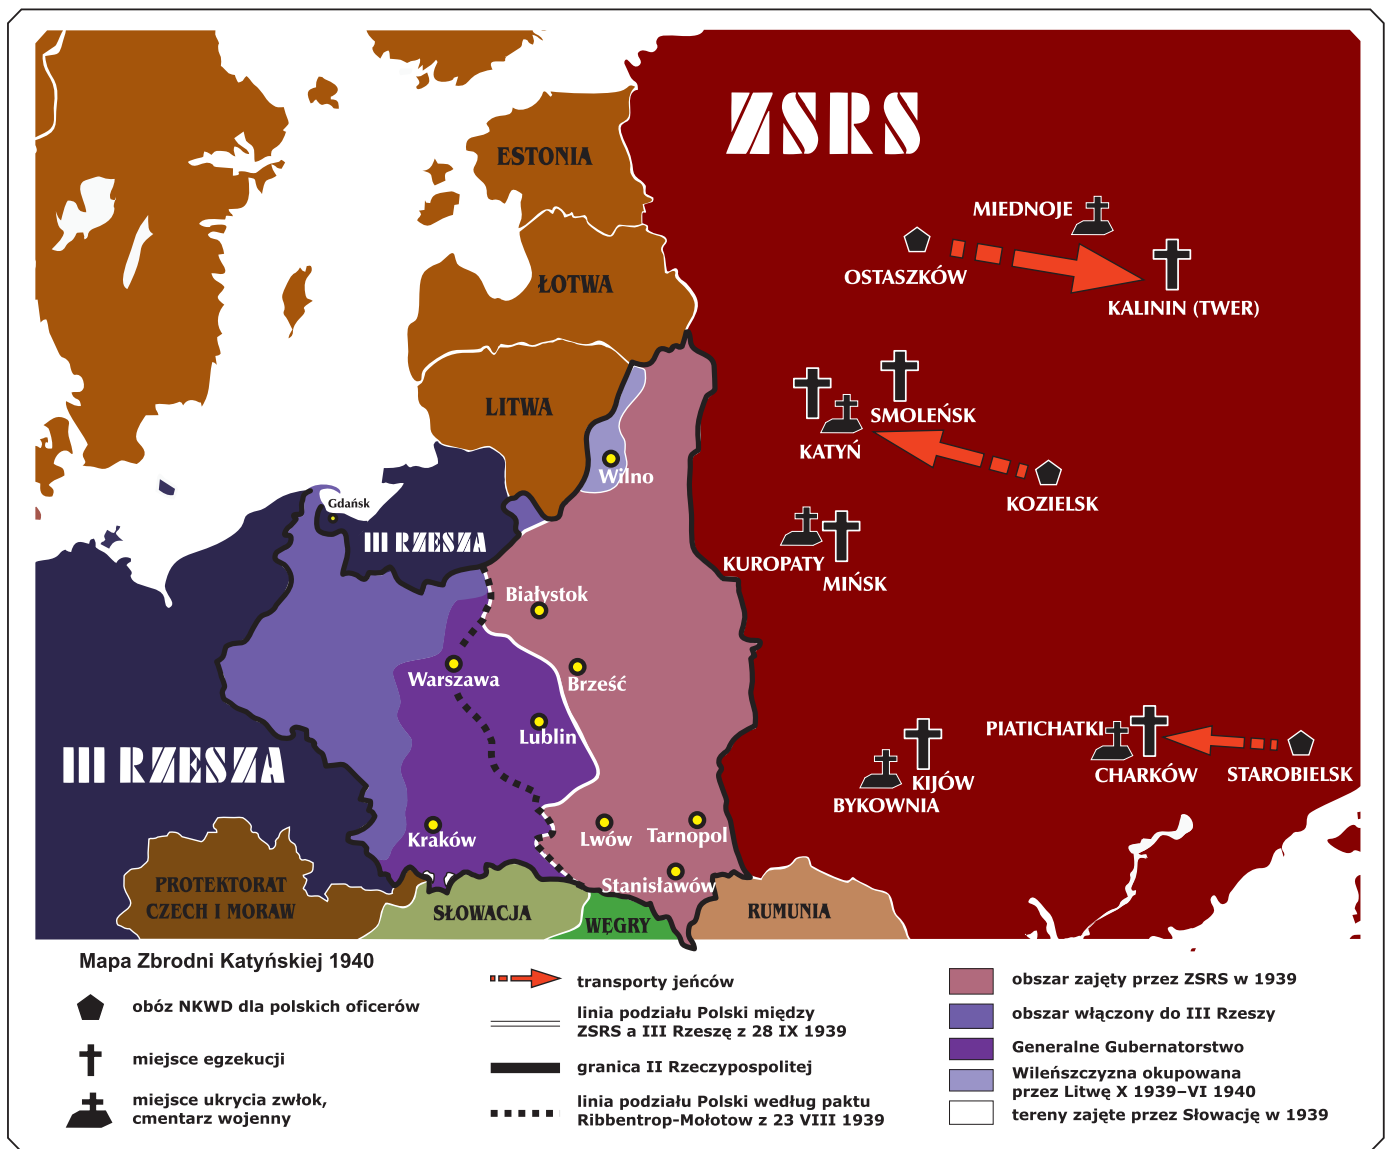 ZSRS
ESTONIA
MIEDNOJE
OSTASZKÓW
ŁOTWA
KALININ (TWER)
LITWA
SMOLEŃSK
KATYŃ
Wilno
Gdańsk
KOZIELSK
III RZESZA
KUROPATY
MIŃSK
Białystok
Warszawa
Brześć
Lublin
PIATICHATKI
III RZESZA
CHARKÓW
STAROBIELSK
KIJÓW
BYKOWNIA
Kraków
Lwów
Tarnopol
Stanisławów
PROTEKTORAT
CZECH I MORAW
SŁOWACJA
WĘGRY
RUMUNIA
Mapa Zbrodni Katyńskiej 1940
obóz NKWD dla polskich oficerów
miejsce egzekucji
miejsce ukrycia zwłok,
cmentarz wojenny
transporty jeńców
linia podziału Polski między
ZSRS a III Rzeszę z 28 IX 1939
granica II Rzeczypospolitej
linia podziału Polski według paktu
Ribbentrop-Mołotow z 23 VIII 1939
obszar zajęty przez ZSRS w 1939
obszar włączony do III Rzeszy
Generalne Gubernatorstwo
Wileńszczyzna okupowana
przez Litwę X 1939–VI 1940
tereny zajęte przez Słowację w 1939